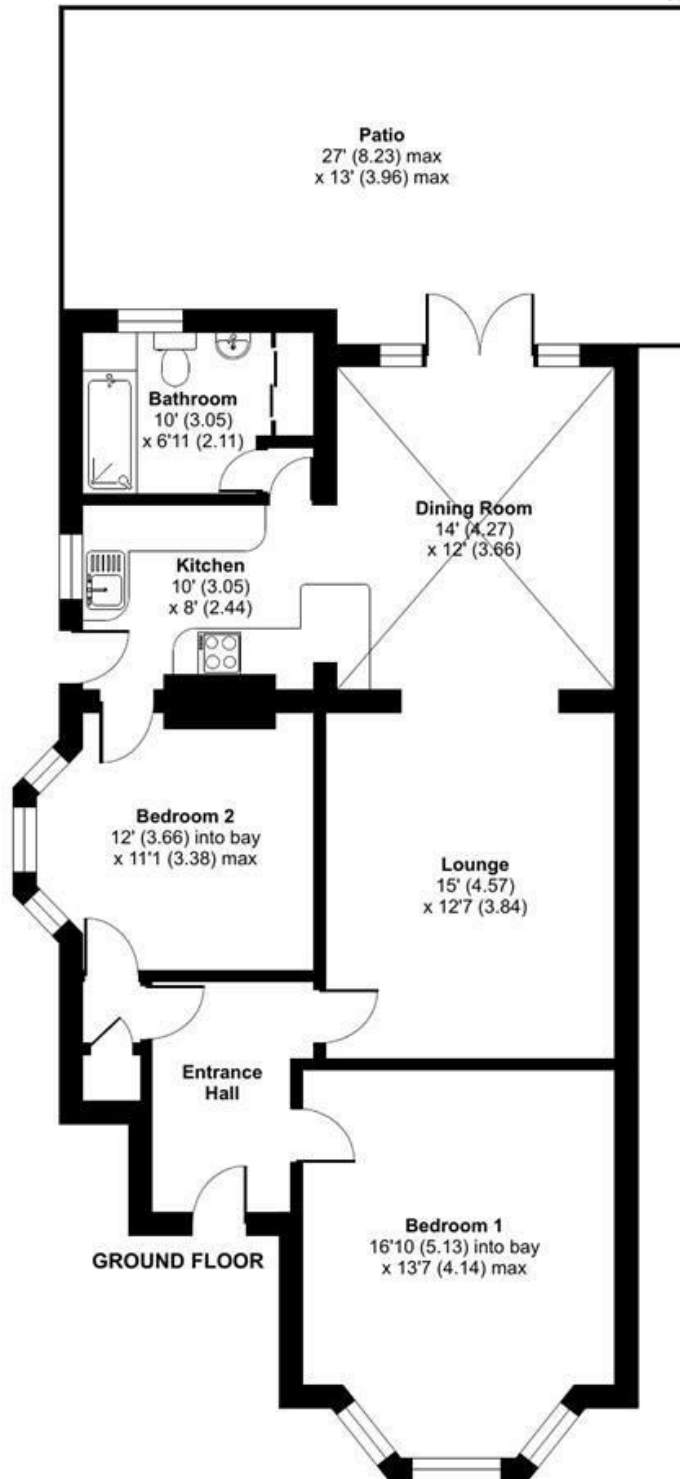 Patio
27' (8.23) max
x 13' (3.96) max
Bathroom
10' (3.05)
x 6'11 (2.11)
Dining Room
14' (4.27)
x 12' (3.66)
Kitchen
10' (3.05)
x 8' (2.44)
Bedroom 2
12' (3.66) into bay
x 11'1 (3.38) max
Lounge
15' (4.57)
x 12'7 (3.84)
Entrance
Hall
Bedroom 1
16'10 (5.13) into bay
x 13'7 (4.14) max
GROUND FLOOR